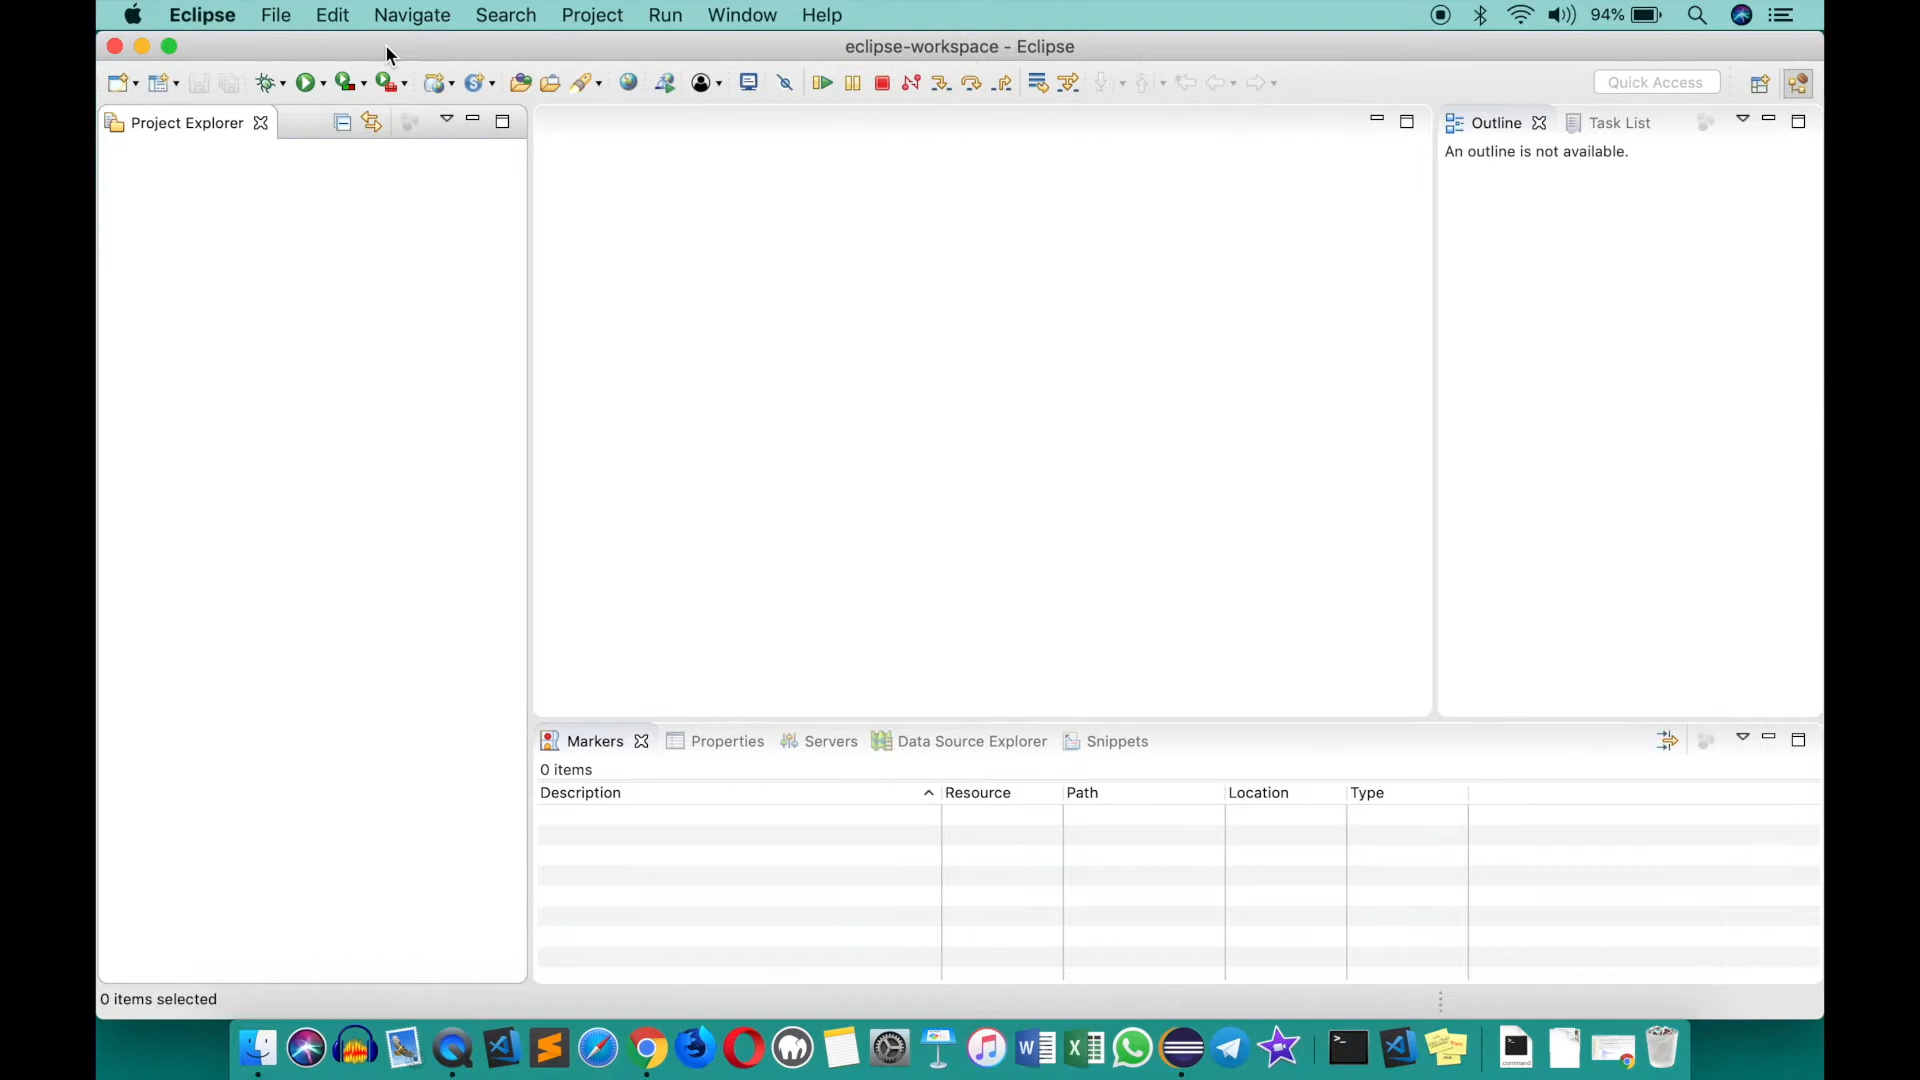 Eclipse File Edit Navigate Search Project Run Window Help 94%
eclipse-workspace - Eclipse
Quick Access
Project Explorer
Outline Task List
An outline is not available.
Markers Properties Servers Data Source Explorer Snippets
0 items
Description Resource Path Location Type
0 items selected